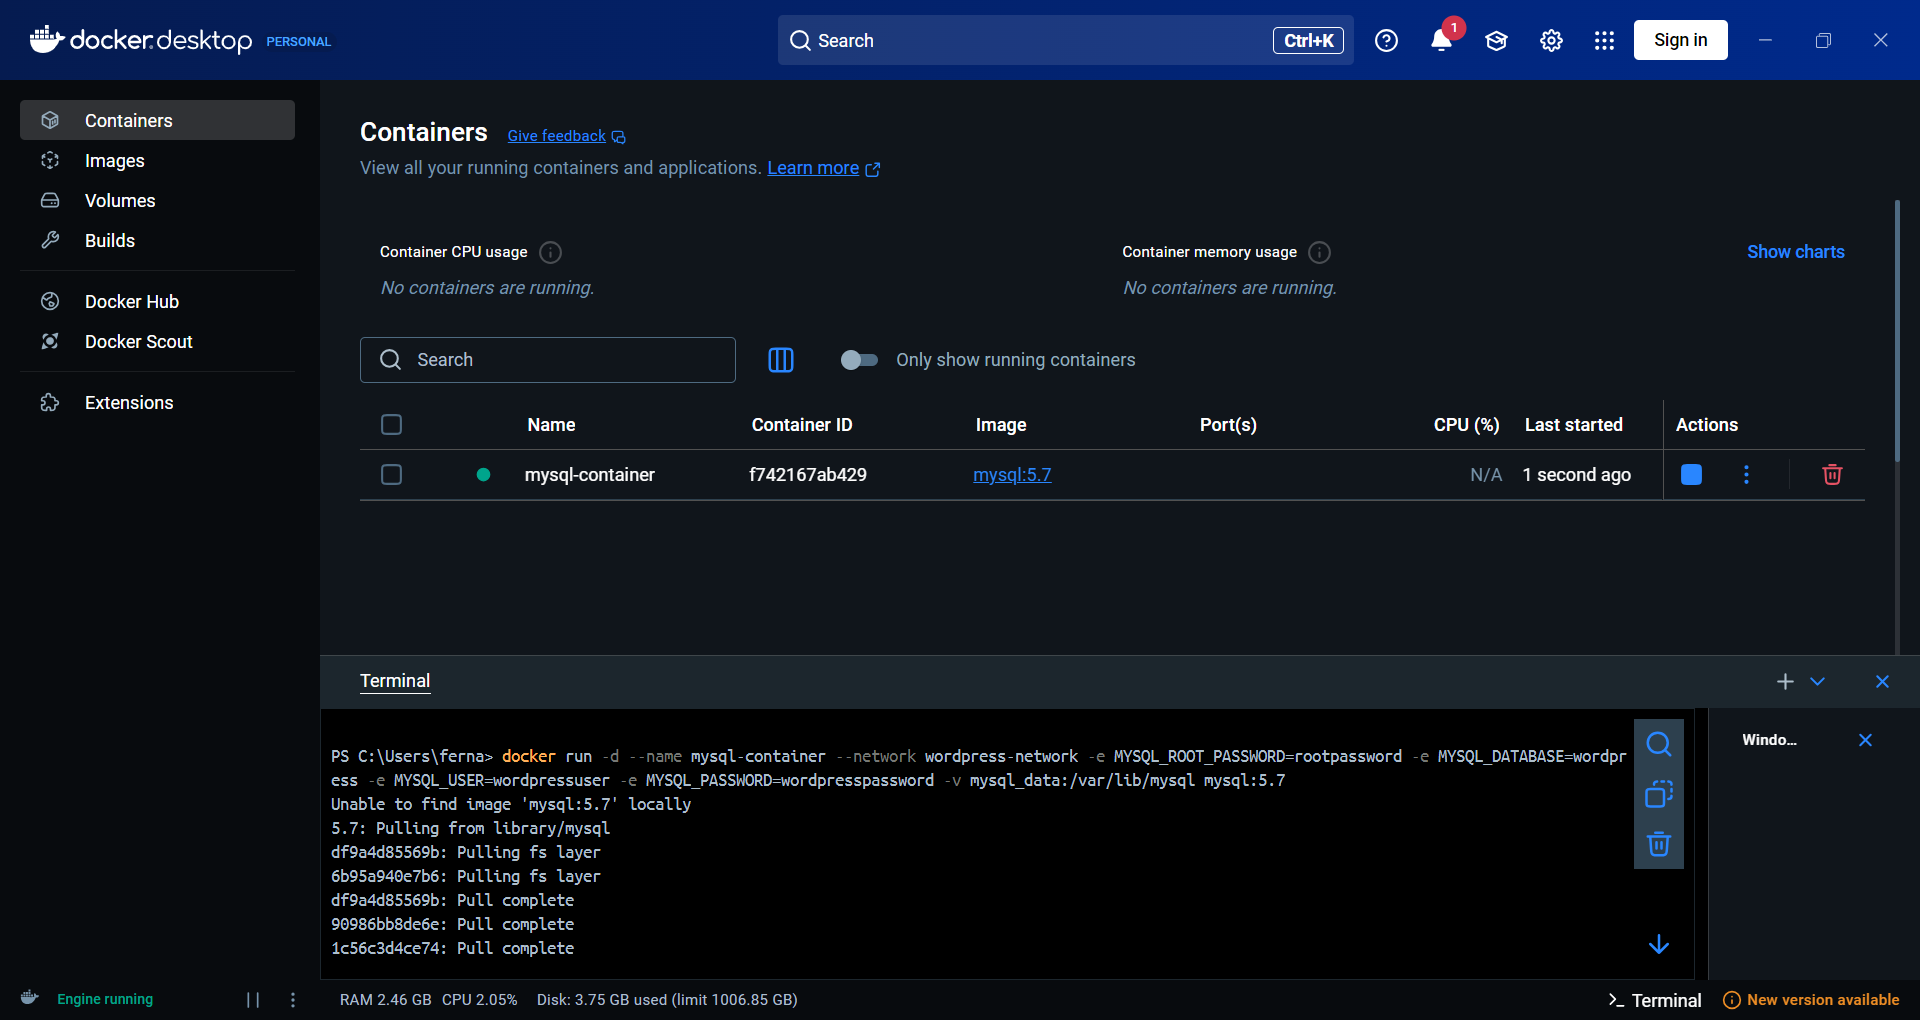 docker.desktop PERSONAL
Search
Ctrl+K
1
Sign in
Containers
Images
Volumes
Builds
Docker Hub
Docker Scout
Extensions
Containers Give feedback
View all your running containers and applications. Learn more
Container CPU usage
No containers are running.
Container memory usage
No containers are running.
Show charts
Search
Only show running containers
Name Container ID Image Port(s) CPU (%) Last started Actions
mysql-container f742167ab429 mysql:5.7 N/A 1 second ago
Terminal
PS C:\Users\ferna> docker run -d --name mysql-container --network wordpress-network -e MYSQL_ROOT_PASSWORD=rootpassword -e MYSQL_DATABASE=wordpr
ess -e MYSQL_USER=wordpressuser -e MYSQL_PASSWORD=wordpresspassword -v mysql_data:/var/lib/mysql mysql:5.7
Unable to find image 'mysql:5.7' locally
5.7: Pulling from library/mysql
df9a4d85569b: Pulling fs layer
6b95a940e7b6: Pulling fs layer
df9a4d85569b: Pull complete
90986bb8de6e: Pull complete
1c56c3d4ce74: Pull complete
Windo...
Engine running
RAM 2.46 GB CPU 2.05% Disk: 3.75 GB used (limit 1006.85 GB)
Terminal
New version available